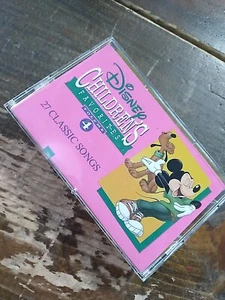 Disney
CHILDREN'S
FAVORITES
VOLUME
4
27 CLASSIC SONGS